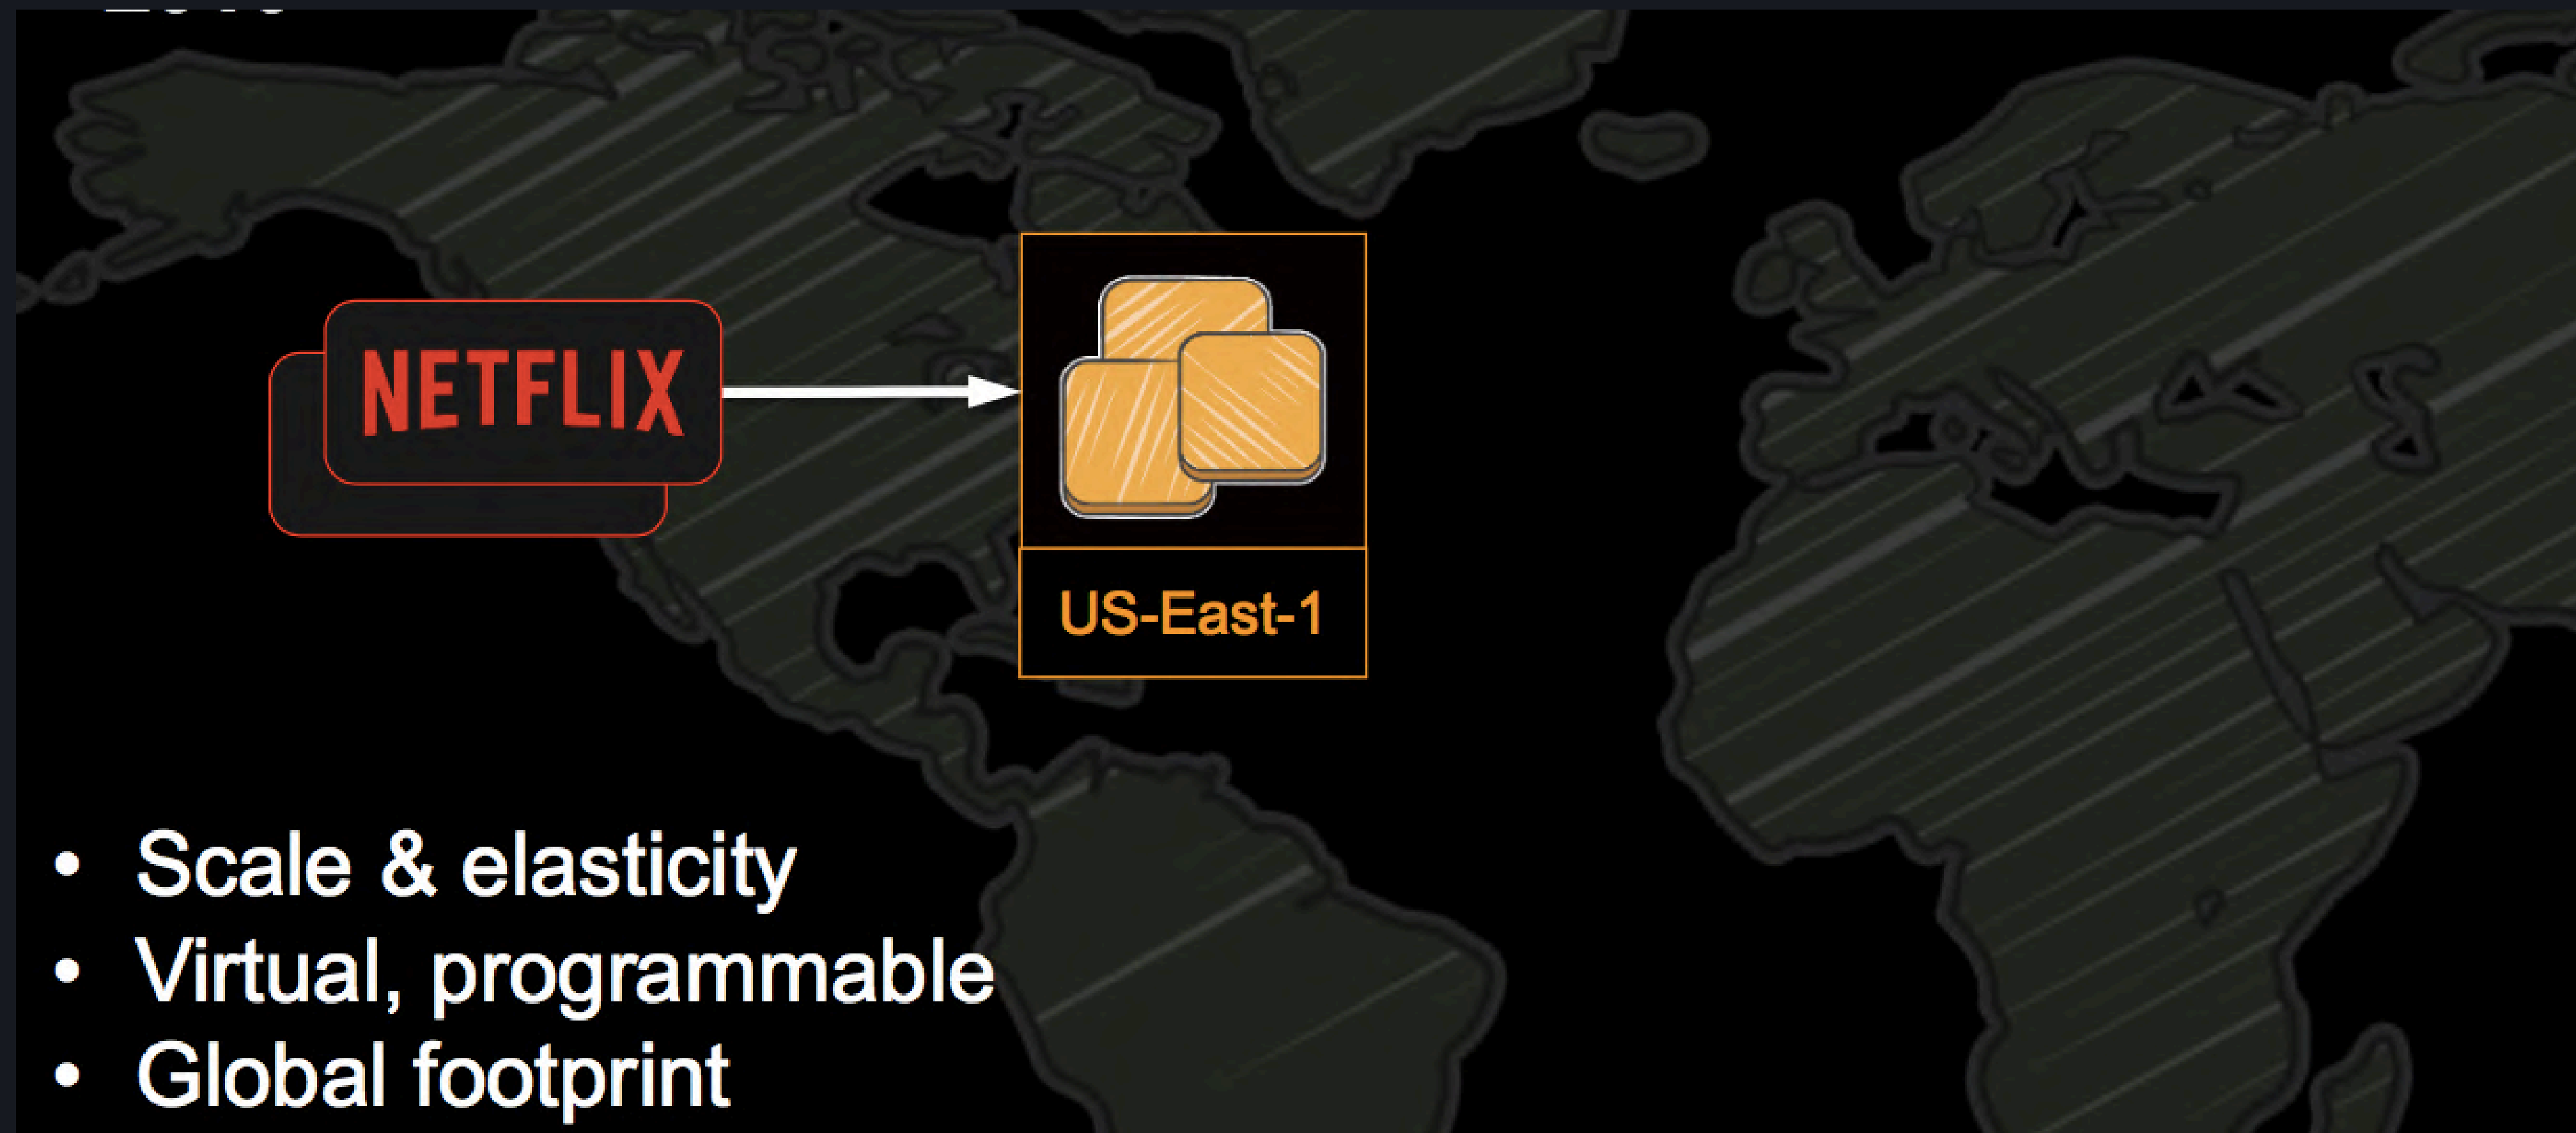 NETFLIX
US-East-1
• Scale & elasticity
• Virtual, programmable
• Global footprint